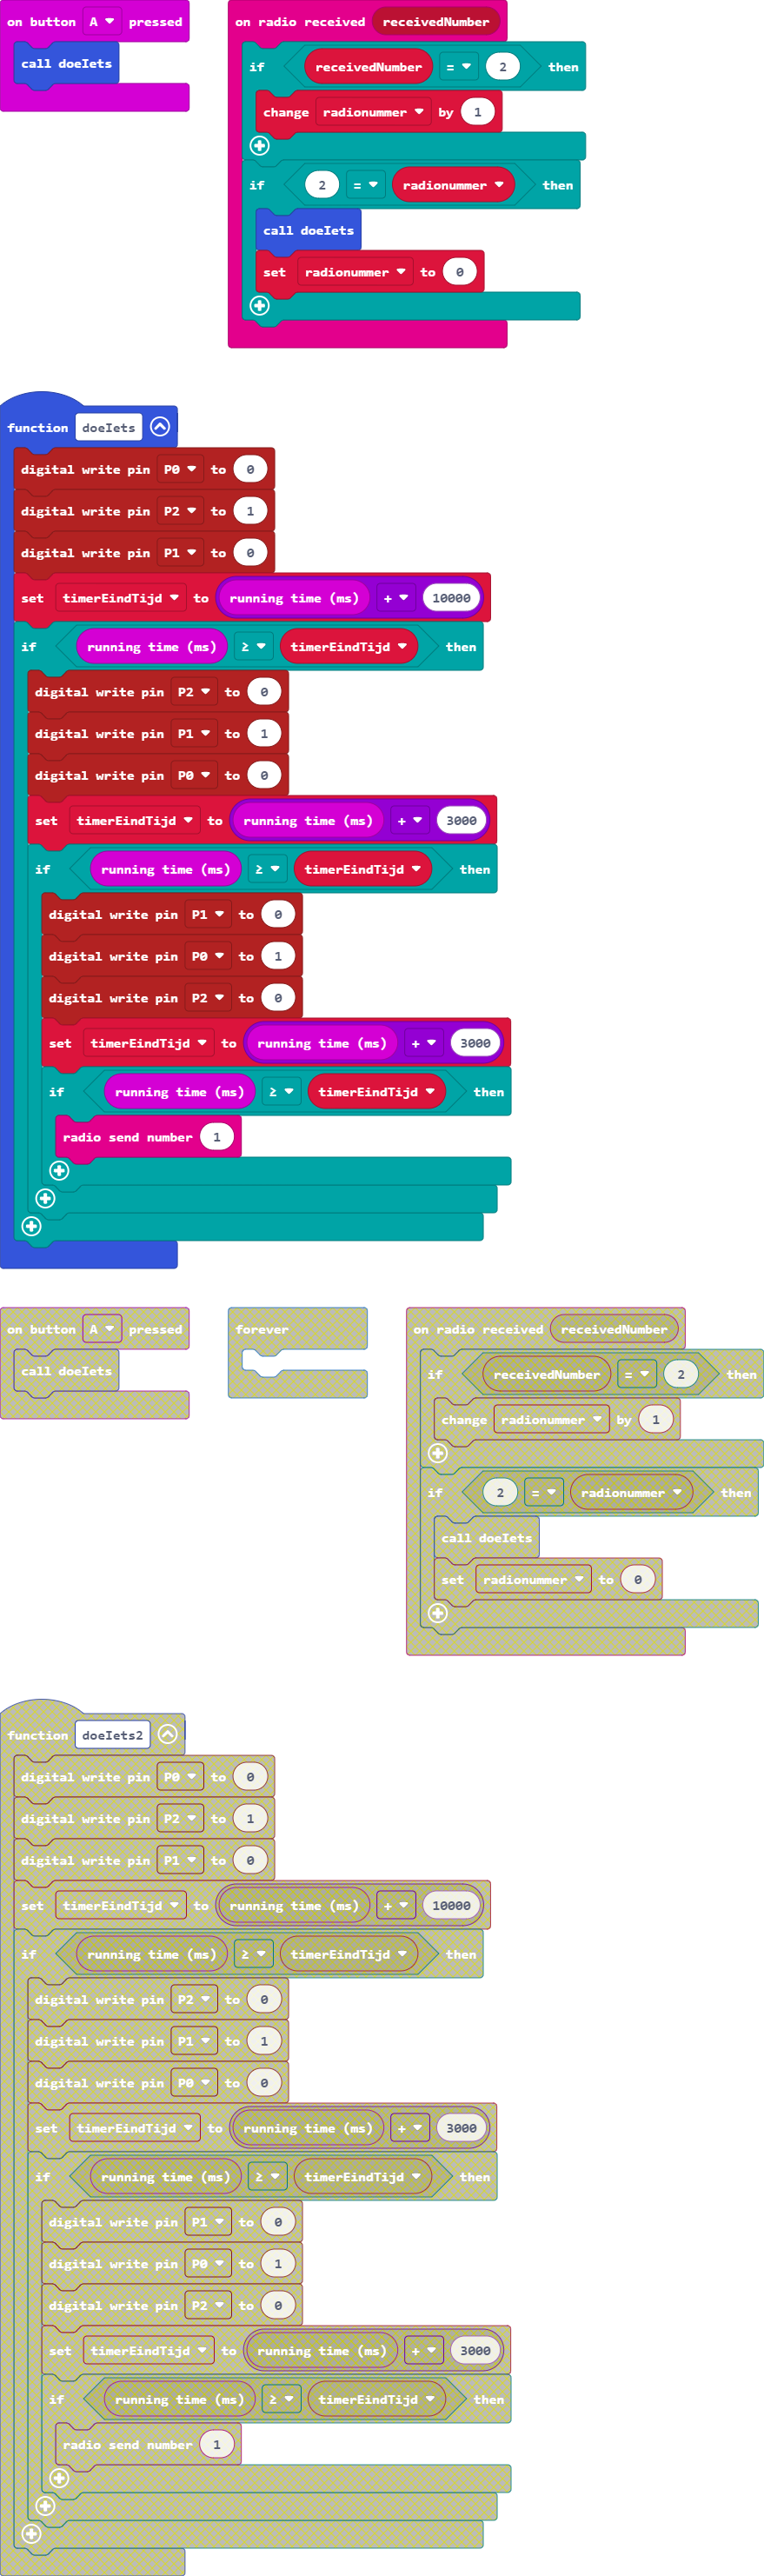 on button A pressed
call doeIets
on radio received receivedNumber
if receivedNumber = 2 then
change radionummer by 1
if 2 = radionummer then
call doeIets
set radionummer to 0
function doeIets
digital write pin P0 to 0
digital write pin P2 to 1
digital write pin P1 to 0
set timerEindTijd to running time (ms) + 10000
if running time (ms) ≥ timerEindTijd then
digital write pin P2 to 0
digital write pin P1 to 1
digital write pin P0 to 0
set timerEindTijd to running time (ms) + 3000
if running time (ms) ≥ timerEindTijd then
digital write pin P1 to 0
digital write pin P0 to 1
digital write pin P2 to 0
set timerEindTijd to running time (ms) + 3000
if running time (ms) ≥ timerEindTijd then
radio send number 1
on button A pressed
call doeIets
forever
on radio received receivedNumber
if receivedNumber = 2 then
change radionummer by 1
if 2 = radionummer then
call doeIets
set radionummer to 0
function doeIets2
digital write pin P0 to 0
digital write pin P2 to 1
digital write pin P1 to 0
set timerEindTijd to running time (ms) + 10000
if running time (ms) ≥ timerEindTijd then
digital write pin P2 to 0
digital write pin P1 to 1
digital write pin P0 to 0
set timerEindTijd to running time (ms) + 3000
if running time (ms) ≥ timerEindTijd then
digital write pin P1 to 0
digital write pin P0 to 1
digital write pin P2 to 0
set timerEindTijd to running time (ms) + 3000
if running time (ms) ≥ timerEindTijd then
radio send number 1